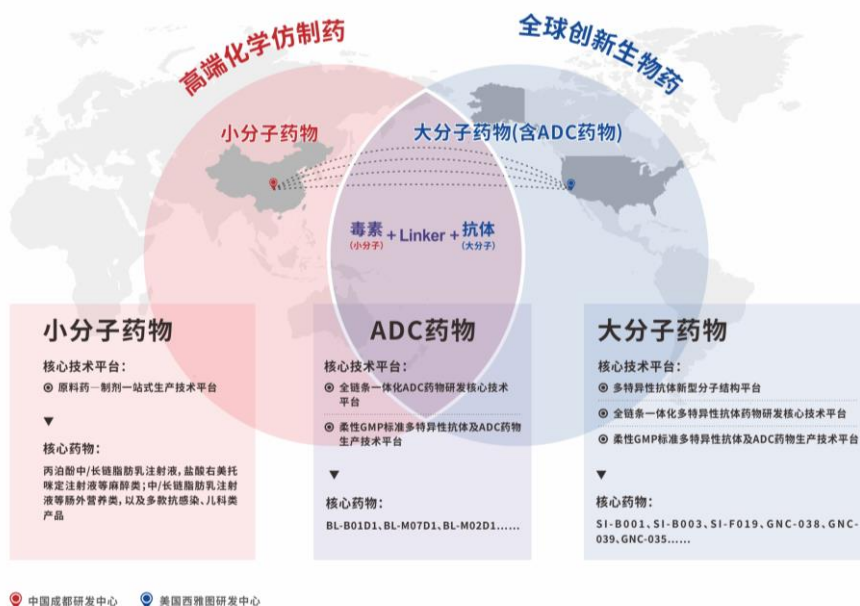 高端化学仿制药
全球创新生物药
小分子药物
大分子药物(含ADC药物)
毒素 + Linker + 抗体
(小分子)
(大分子)
小分子药物
核心技术平台：
原料药—制剂一站式生产技术平台
核心药物：
丙泊酚中/长链脂肪乳注射液，盐酸右美托
咪定注射液等麻醉类；中/长链脂肪乳注射
液等肠外营养类，以及多款抗感染、儿科类
产品
ADC药物
核心技术平台：
全链条一体化ADC药物研发核心技术
平台
柔性GMP标准多特异性抗体及ADC药物
生产技术平台
核心药物：
BL-B01D1、BL-M07D1、BL-M02D1……
大分子药物
核心技术平台：
多特异性抗体新型分子结构平台
全链条一体化多特异性抗体药物研发核心技术平台
柔性GMP标准多特异性抗体及ADC药物生产技术平台
核心药物：
SI-B001、SI-B003、SI-F019、GNC-038、GNC-
039、GNC-035……
中国成都研发中心
美国西雅图研发中心